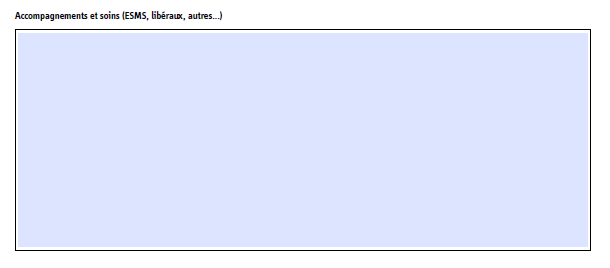 Accompagnements et soins (ESMS, libéraux, autres...)